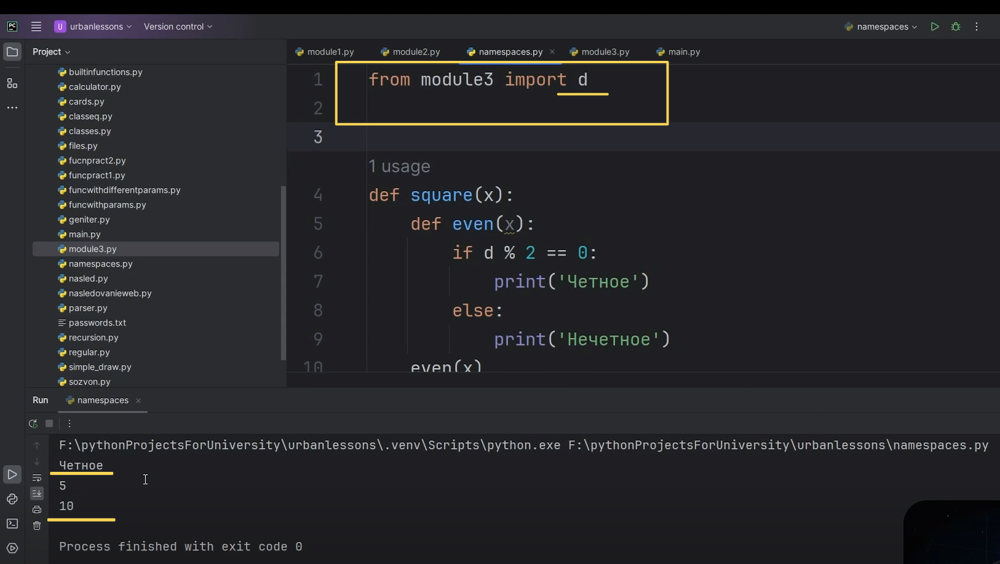 PC
U urbanlessons
Version control
namespaces
Project
module1.py
module2.py
namespaces.py
module3.py
main.py
builtinfunctions.py
calculator.py
cards.py
classeq.py
classes.py
files.py
fucnpract2.py
funcpract1.py
funcwithdifferentparams.py
funcwithparams.py
geniter.py
main.py
module3.py
namespaces.py
nasled.py
nasledovanieweb.py
parser.py
passwords.txt
recursion.py
regular.py
simple_draw.py
sozvon.py
1 from module3 import d
2
3
1 usage
4 def square(x):
5 def even(x):
6 if d % 2 == 0:
7 print('Четное')
8 else:
9 print('Нечетное')
10 even(x)
Run
namespaces
F:\pythonProjectsForUniversity\urbanlessons\.venv\Scripts\python.exe F:\pythonProjectsForUniversity\urbanlessons\namespaces.py
Четное
5
10
Process finished with exit code 0